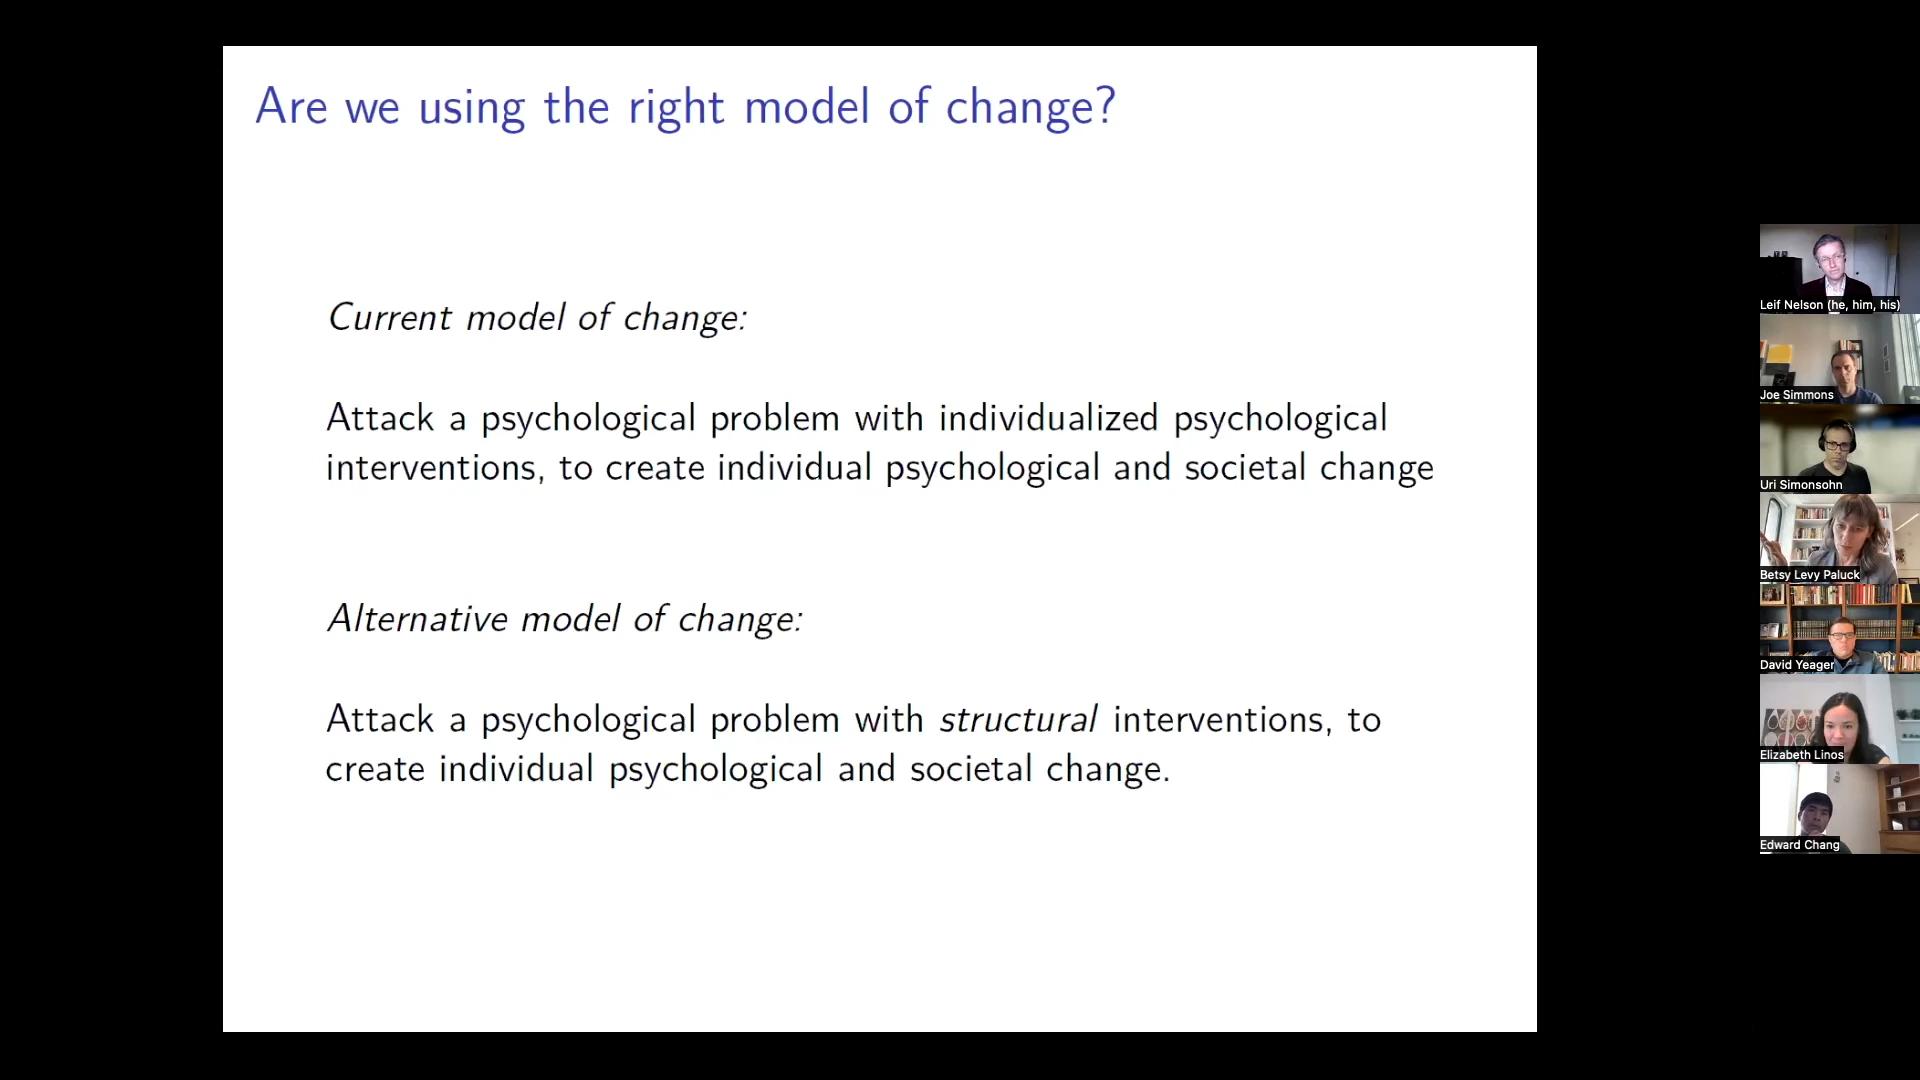 Are we using the right model of change?
Current model of change:
Attack a psychological problem with individualized psychological
interventions, to create individual psychological and societal change
Alternative model of change:
Attack a psychological problem with structural interventions, to
create individual psychological and societal change.
Leif Nelson (he, him, his)
Joe Simmons
Uri Simonsohn
Betsy Levy Paluck
David Yeager
Elizabeth Linos
Edward Chang